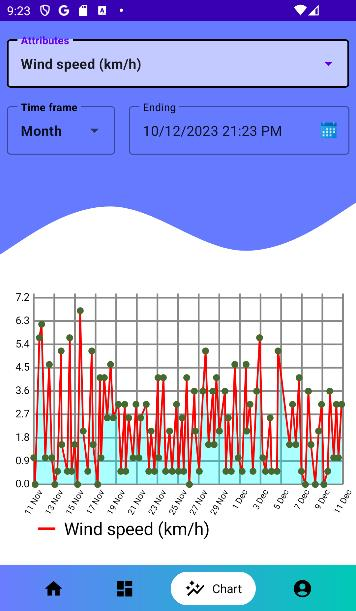 9:23
Attributes
Wind speed (km/h)
Time frame
Month
Ending
10/12/2023 21:23 PM
7.2
6.3
5.4
4.5
3.6
2.7
1.8
0.9
0.0
11 Nov
13 Nov
15 Nov
17 Nov
19 Nov
21 Nov
23 Nov
25 Nov
27 Nov
29 Nov
1 Dec
3 Dec
5 Dec
7 Dec
9 Dec
11 Dec
Wind speed (km/h)
Chart